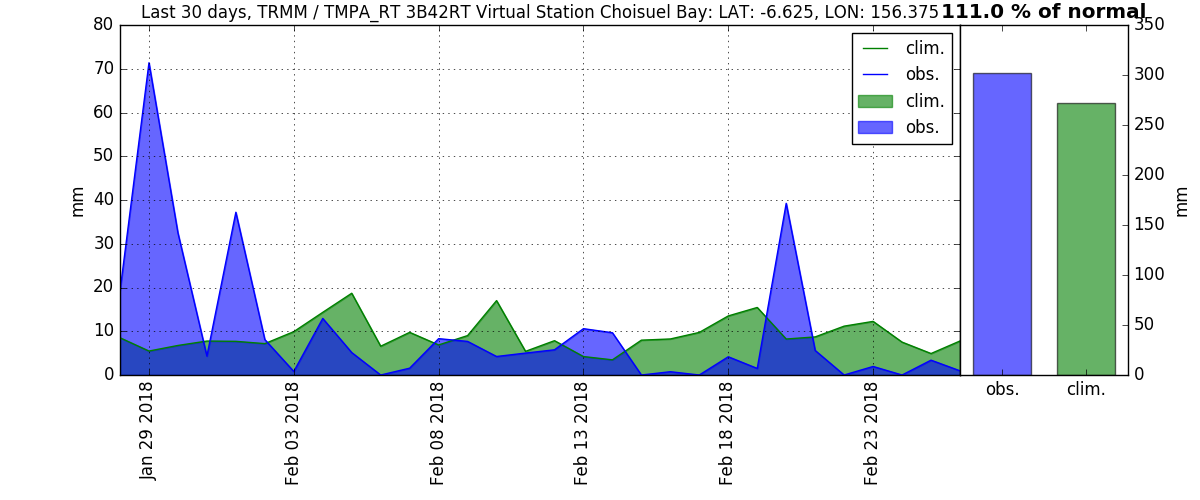 Last 30 days, TRMM / TMPA_RT 3B42RT Virtual Station Choisuel Bay: LAT: -6.625, LON: 156.375 111.0 % of normal
80
70
60
50
40
30
20
10
0
mm
clim.
obs.
clim.
obs.
Jan 29 2018
Feb 03 2018
Feb 08 2018
Feb 13 2018
Feb 18 2018
Feb 23 2018
350
300
250
200
150
100
50
0
mm
obs.
clim.